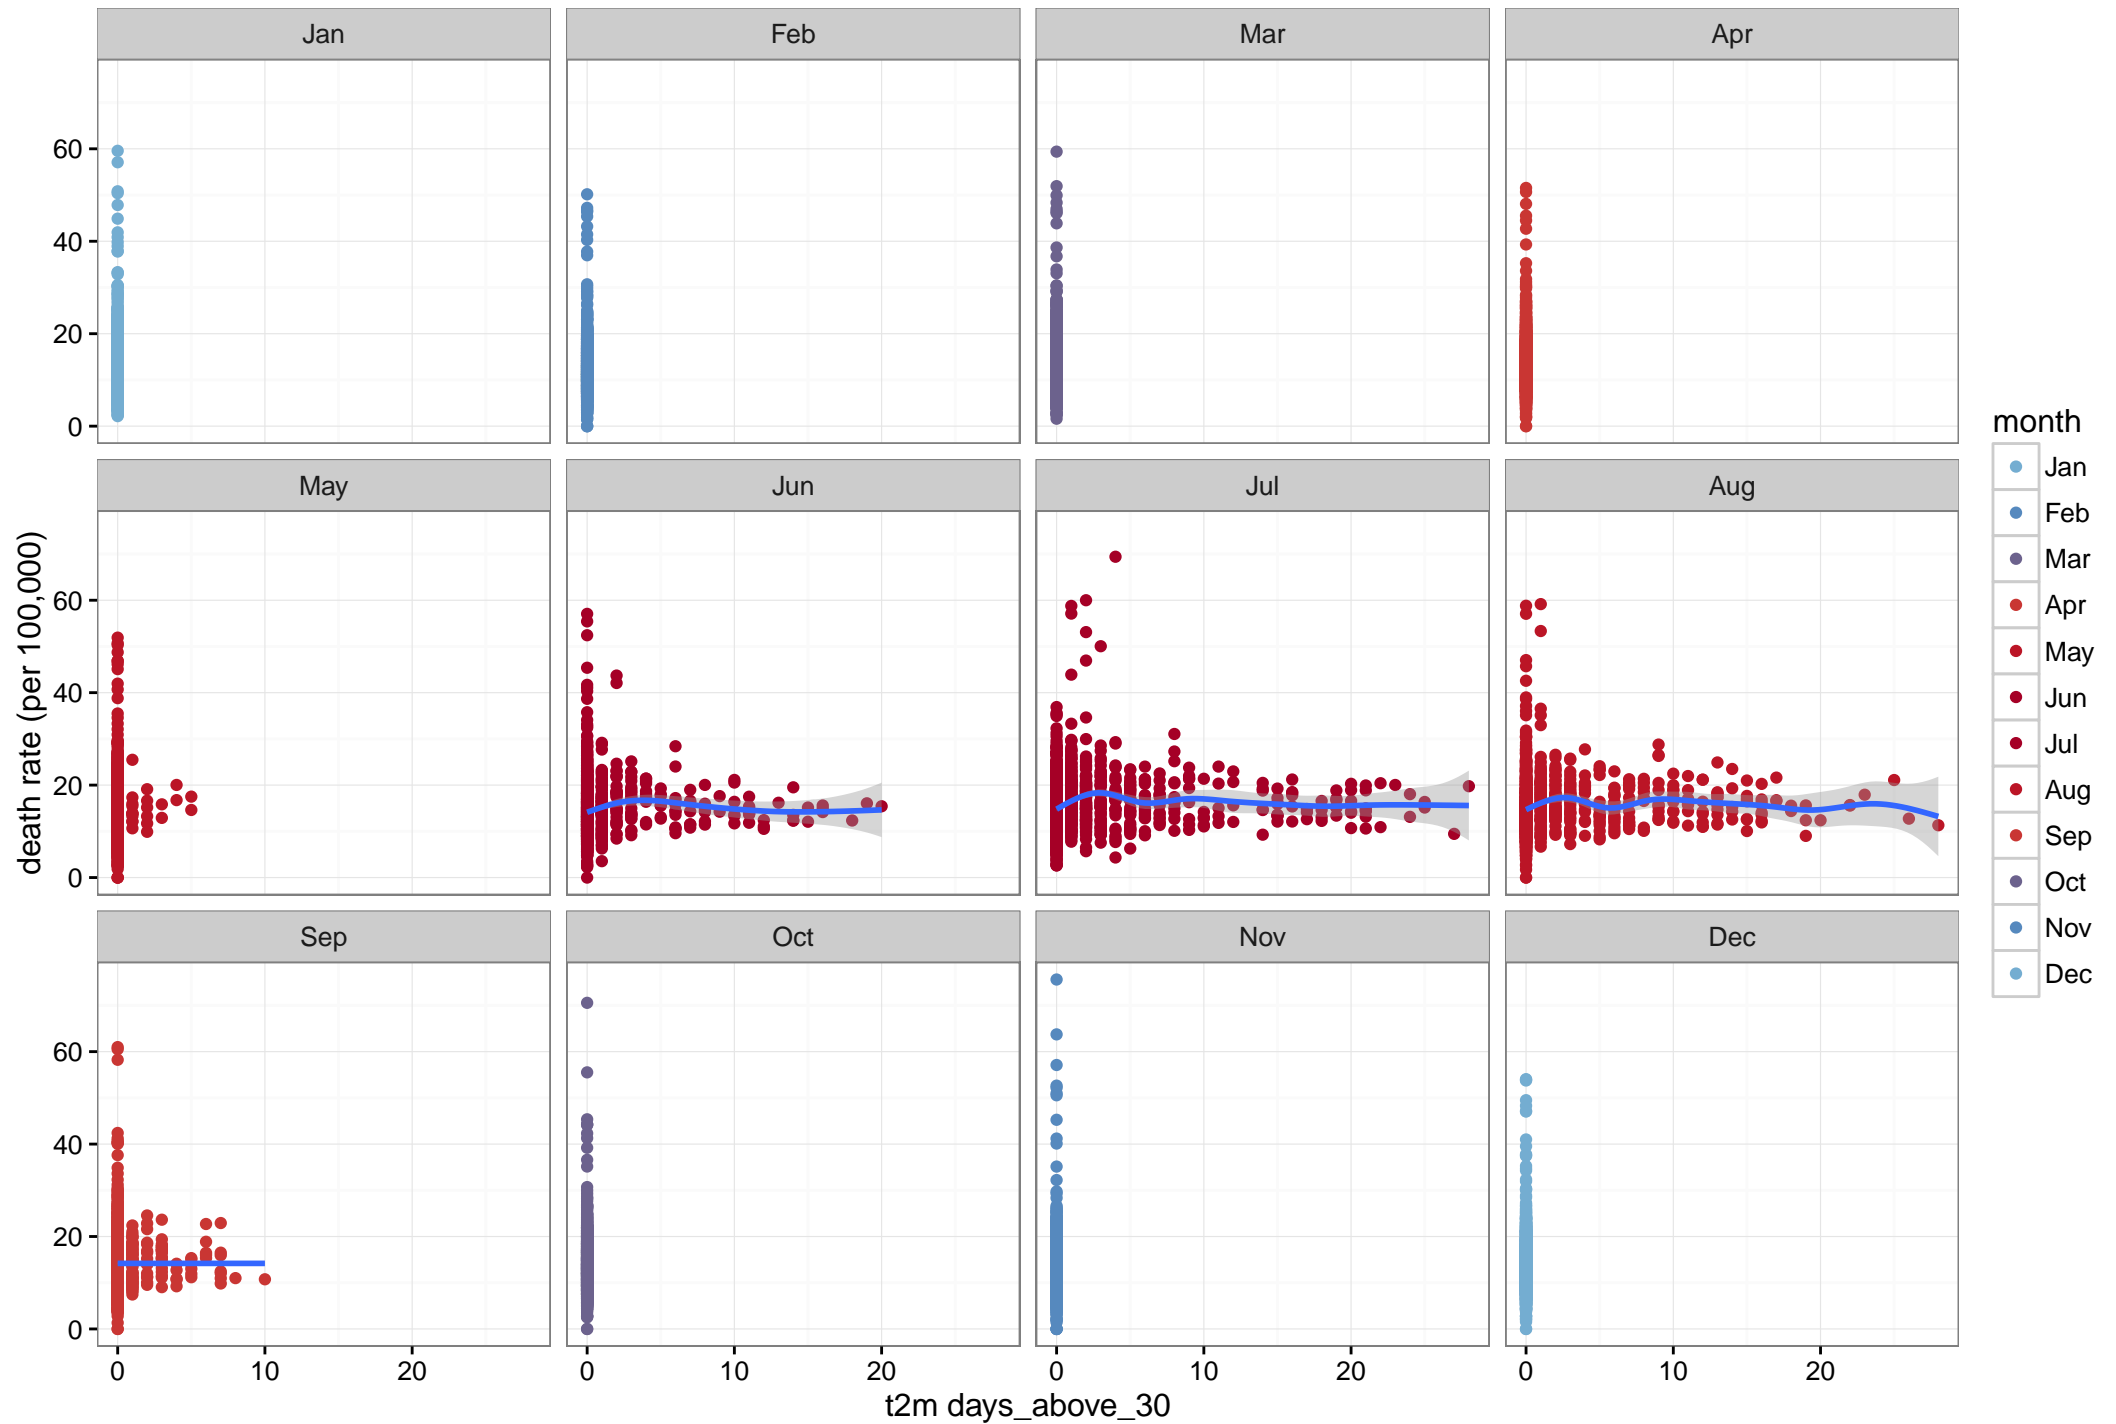 Jan Feb Mar Apr
60
40
20
0
May Jun Jul Aug
60
40
20
0
Sep Oct Nov Dec
60
40
20
0
0 10 20 0 10 20 0 10 20 0 10 20
t2m days_above_30
death rate (per 100,000)
month
Jan
Feb
Mar
Apr
May
Jun
Jul
Aug
Sep
Oct
Nov
Dec